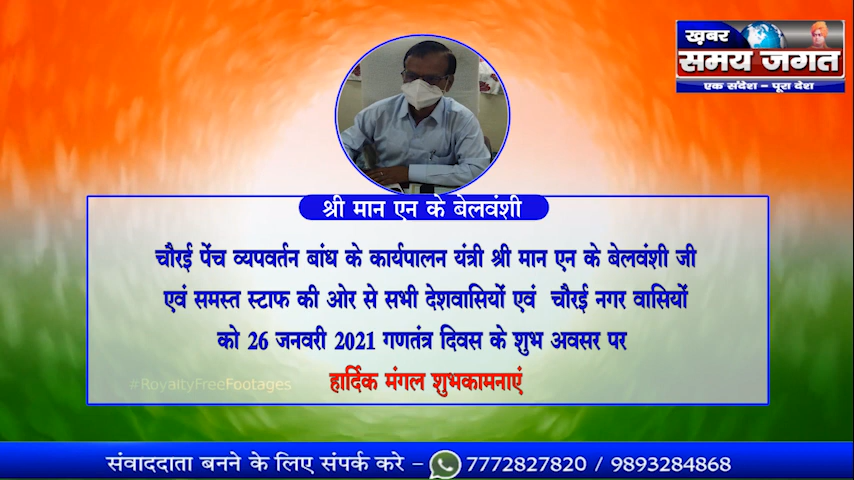 ख़बर
समय जगत
एक संदेश – पूरा देश
श्री मान एन के बेलवंशी
चौरई पेंच व्यपवर्तन बांध के कार्यपालन यंत्री श्री मान एन के बेलवंशी जी
एवं समस्त स्टाफ की ओर से सभी देशवासियों एवं चौरई नगर वासियों
को 26 जनवरी 2021 गणतंत्र दिवस के शुभ अवसर पर
#RoyaltyFreeFootages
हार्दिक मंगल शुभकामनाएं
संवाददाता बनने के लिए संपर्क करे – 7772827820 / 9893284868